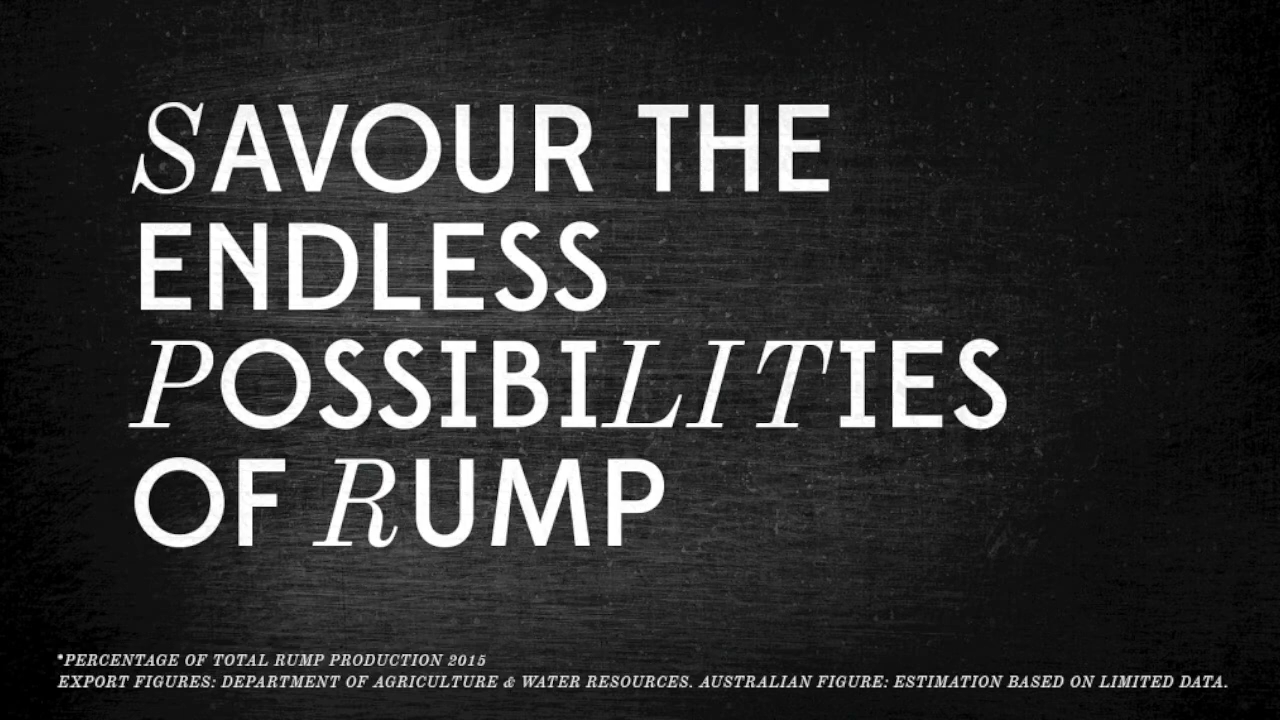 SAVOUR THE
ENDLESS
POSSIBILITIES
OF RUMP
*PERCENTAGE OF TOTAL RUMP PRODUCTION 2015
EXPORT FIGURES: DEPARTMENT OF AGRICULTURE & WATER RESOURCES. AUSTRALIAN FIGURE: ESTIMATION BASED ON LIMITED DATA.